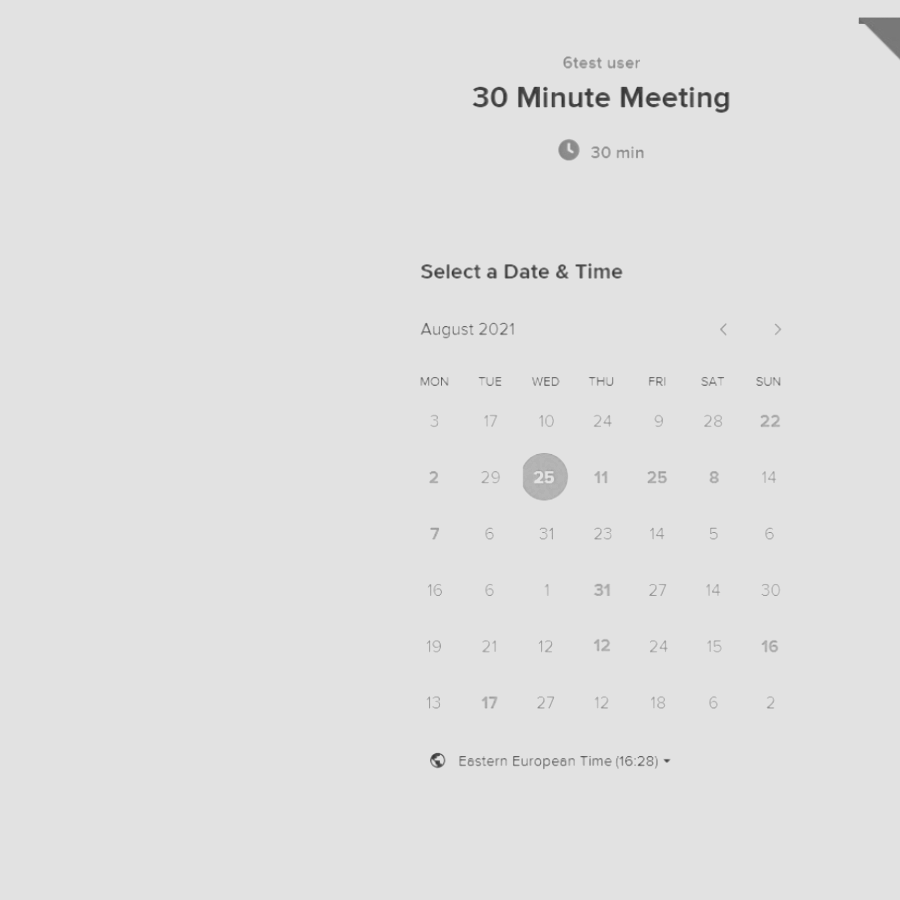 6test user
30 Minute Meeting
30 min
Select a Date & Time
August 2021
MON TUE WED THU FRI SAT SUN
3 17 10 24 9 28 22
2 29 25 11 25 8 14
7 6 31 23 14 5 6
16 6 1 31 27 14 30
19 21 12 12 24 15 16
13 17 27 12 18 6 2
Eastern European Time (16:28)